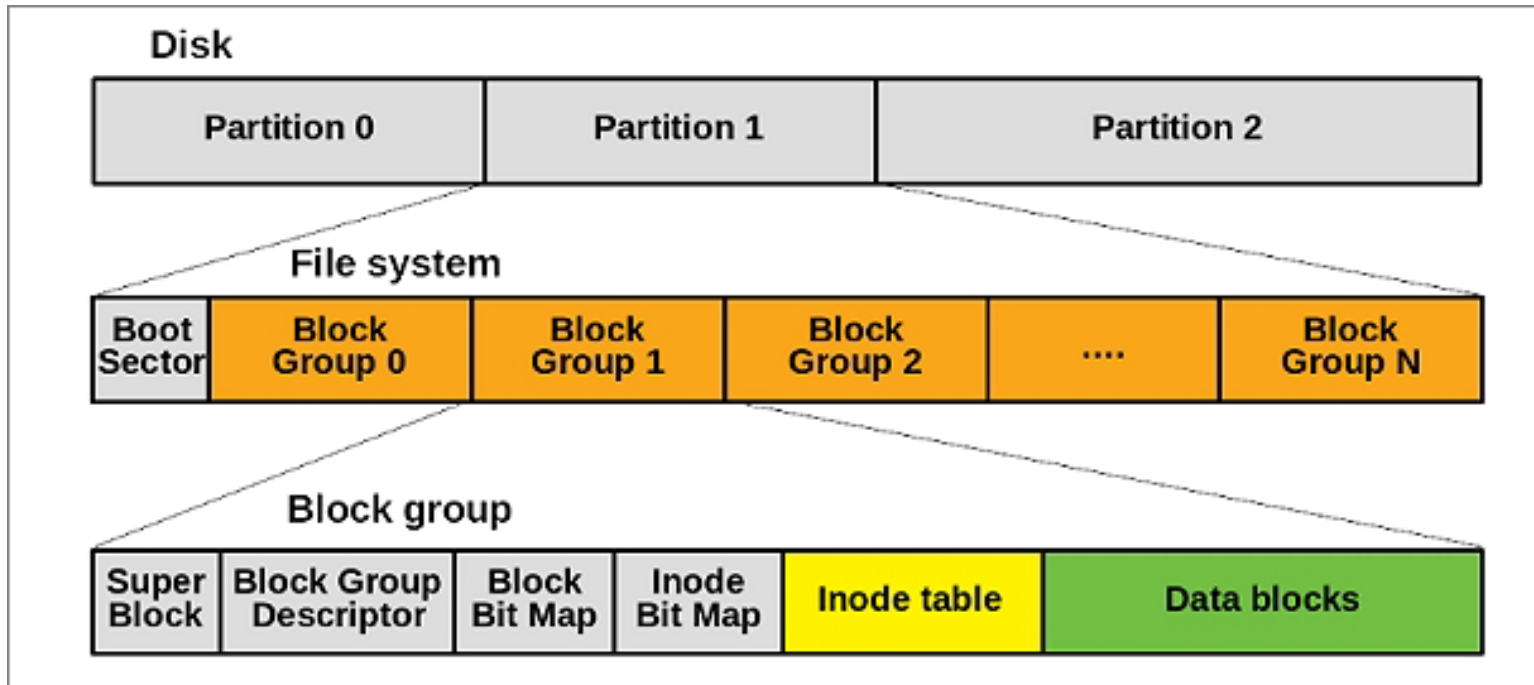 Disk
Partition 0
Partition 1
Partition 2
File system
Boot
Sector
Block
Group 0
Block
Group 1
Block
Group 2
....
Block
Group N
Block group
Super
Block
Block Group
Descriptor
Block
Bit Map
Inode
Bit Map
Inode table
Data blocks